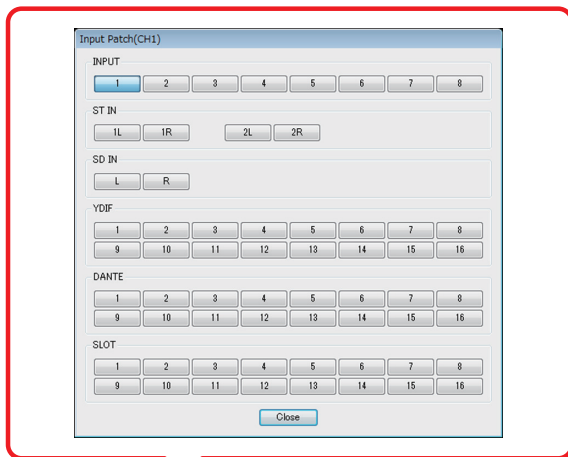 Input Patch(CH1)
INPUT
1 2 3 4 5 6 7 8
ST IN
1L 1R 2L 2R
SD IN
L R
YDIF
1 2 3 4 5 6 7 8
9 10 11 12 13 14 15 16
DANTE
1 2 3 4 5 6 7 8
9 10 11 12 13 14 15 16
SLOT
1 2 3 4 5 6 7 8
9 10 11 12 13 14 15 16
Close